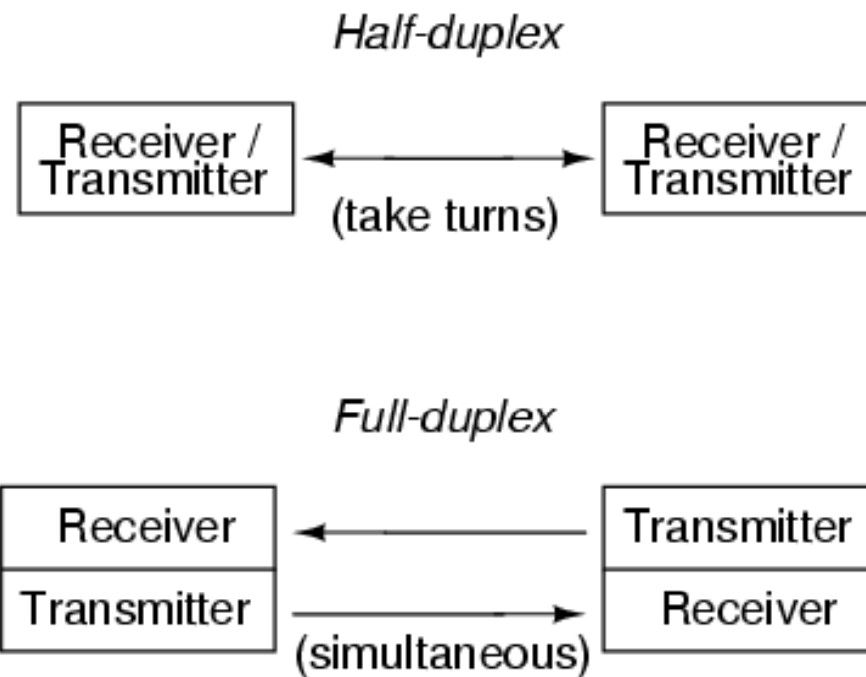 Half-duplex
Receiver / Receiver /
Transmitter Transmitter
(take turns)
Full-duplex
Receiver Transmitter
Transmitter Receiver
(simultaneous)